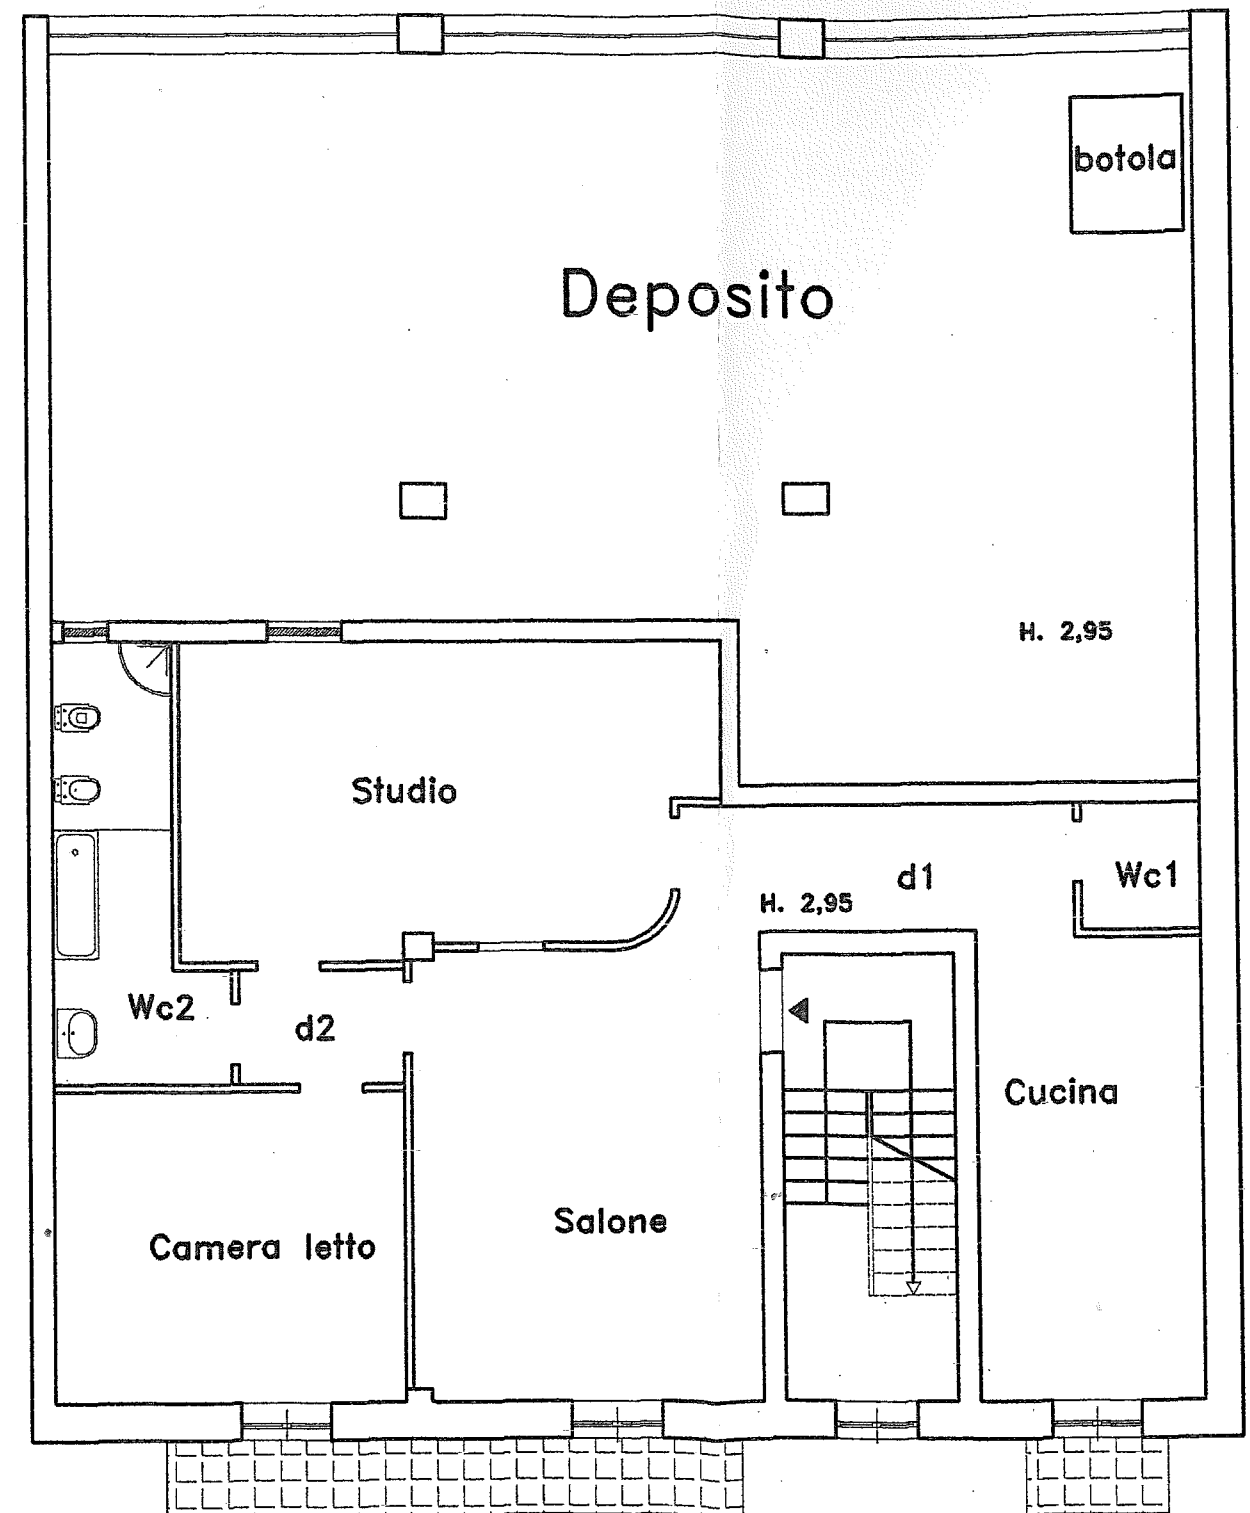 botola
Deposito
H. 2,95
Studio
d1
Wc1
H. 2,95
Wc2
d2
Cucina
Salone
Camera letto